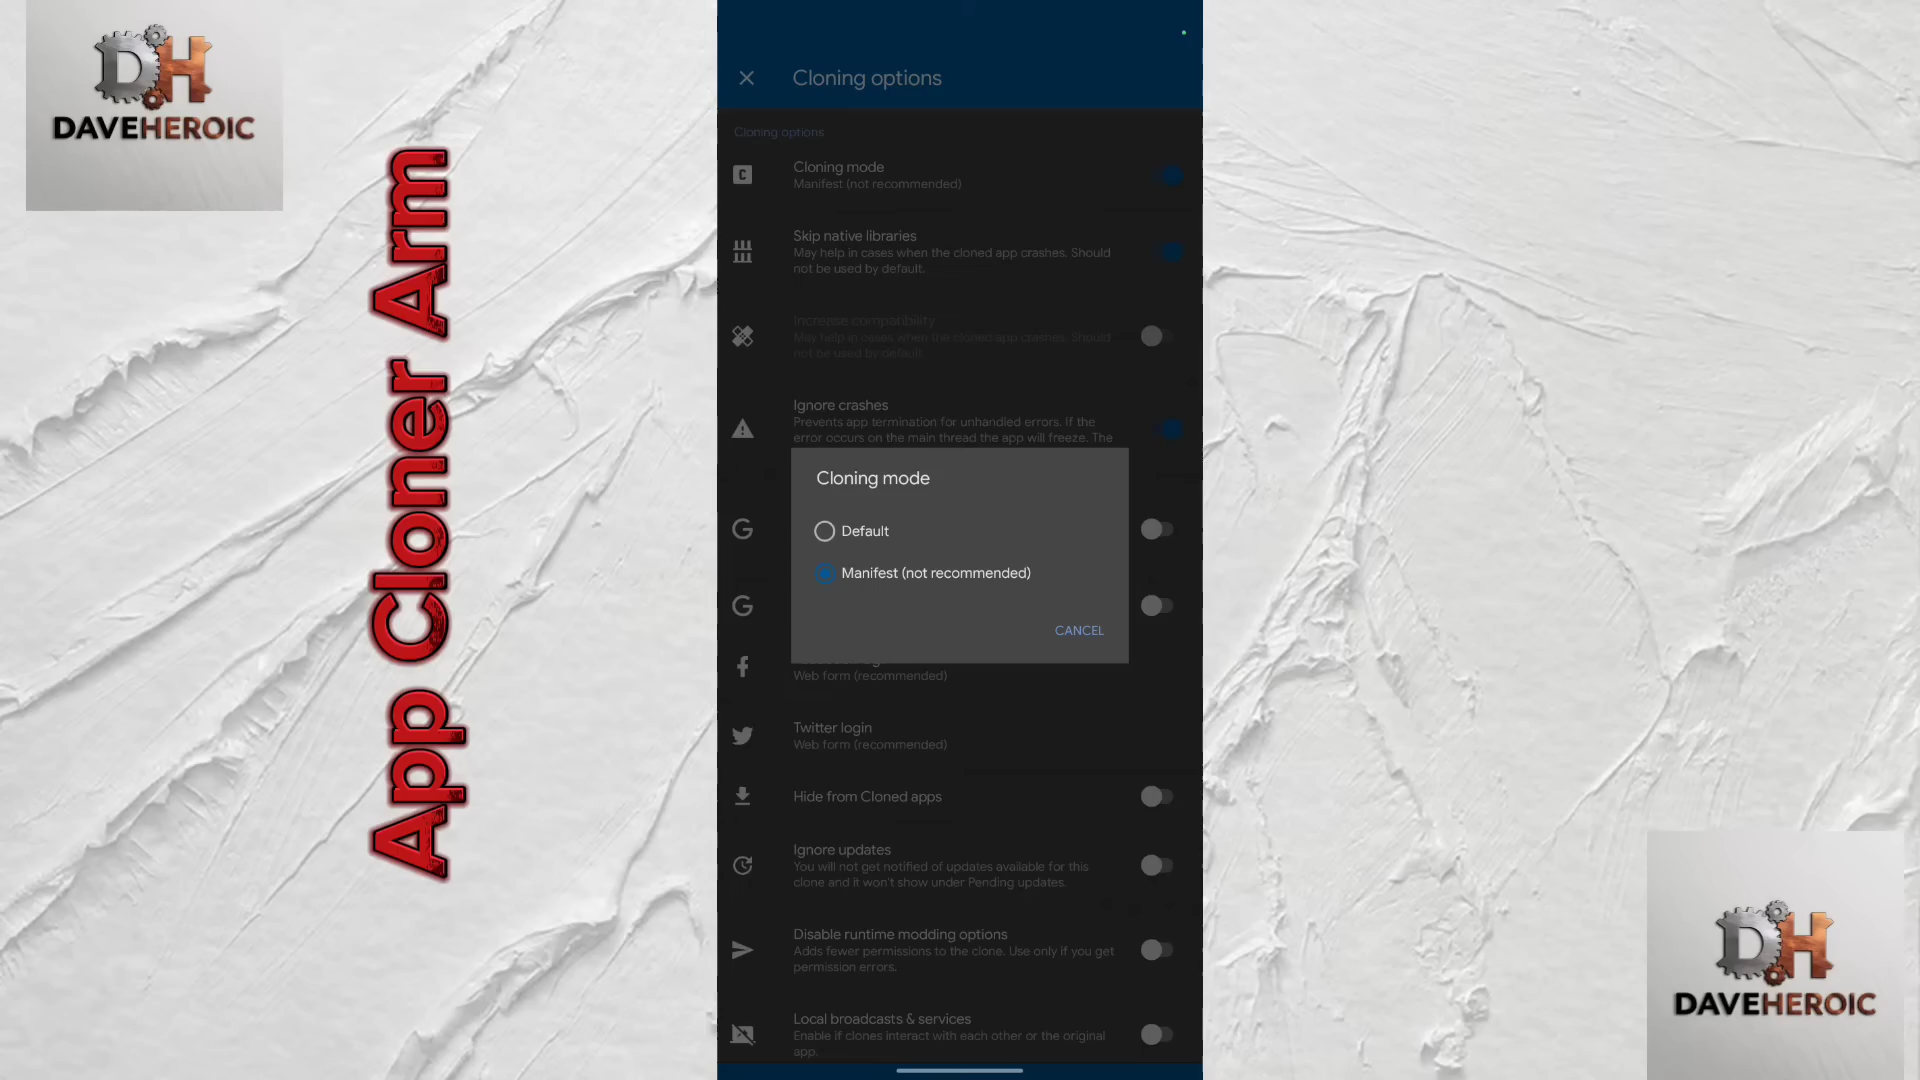 DH
DAVEHEROIC
App Cloner Arm
Cloning options
Cloning options
Cloning mode
Manifest (not recommended)
Skip native libraries
May help in cases when the cloned app crashes. Should
not be used by default.
Increase compatibility
May help in cases when the cloned app crashes. Should
not be used by default
Ignore crashes
Prevents app termination for unhandled errors. If the
error occurs on the main thread the app will freeze. The
Cloning mode
Default
Manifest (not recommended)
CANCEL
Web form (recommended)
Twitter login
Web form (recommended)
Hide from Cloned apps
Ignore updates
You will not get notified of updates available for this
clone and it won't show under Pending updates.
Disable runtime modding options
Adds fewer permissions to the clone. Use only if you get
permission errors.
Local broadcasts & services
Enable if clones interact with each other or the original
app.
DH
DAVEHEROIC